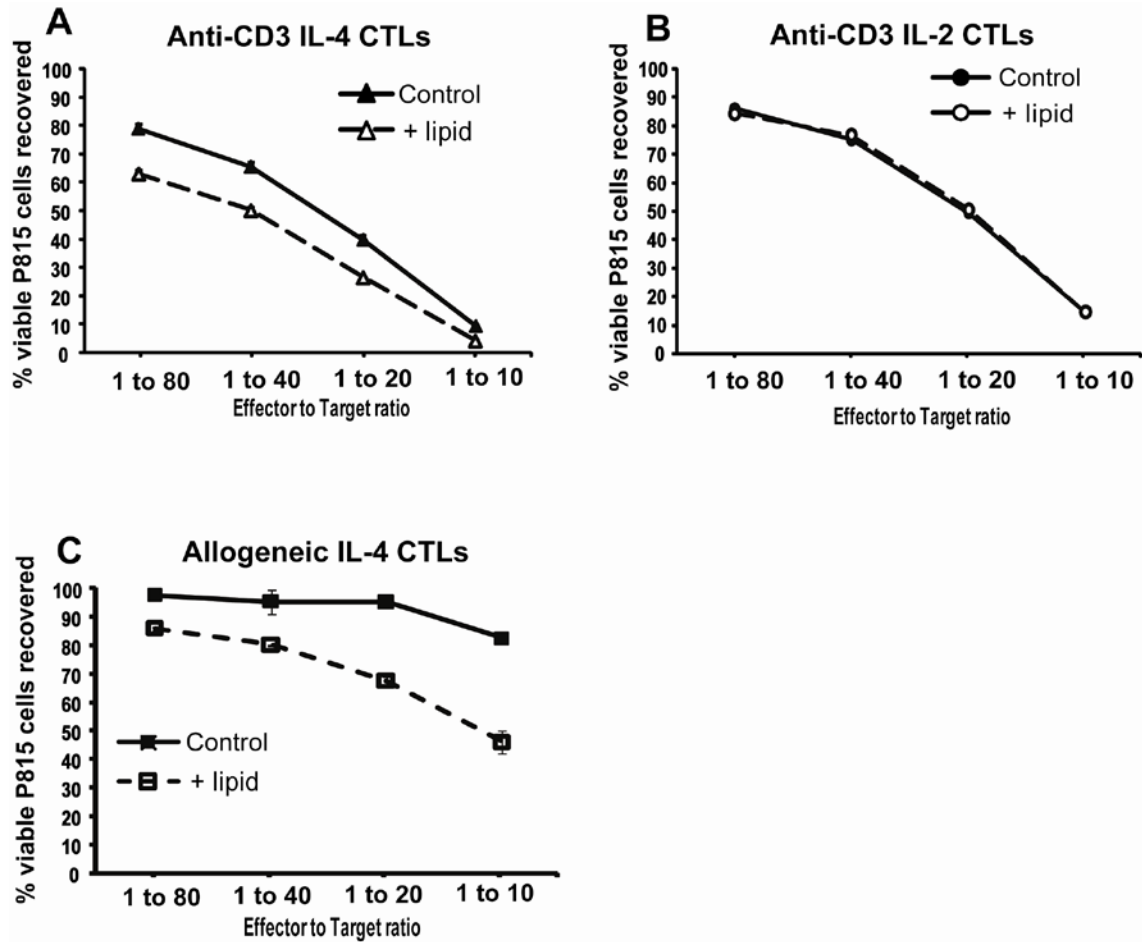 A
Anti-CD3 IL-4 CTLs
% viable P815 cells recovered
100
90
80
70
60
50
40
30
20
10
0
Control
+ lipid
1 to 80 1 to 40 1 to 20 1 to 10
Effector to Target ratio
B
Anti-CD3 IL-2 CTLs
% viable P815 cells recovered
100
90
80
70
60
50
40
30
20
10
0
Control
+ lipid
1 to 80 1 to 40 1 to 20 1 to 10
Effector to Target ratio
C
Allogeneic IL-4 CTLs
% viable P815 cells recovered
100
90
80
70
60
50
40
30
20
10
0
Control
+ lipid
1 to 80 1 to 40 1 to 20 1 to 10
Effector to Target ratio